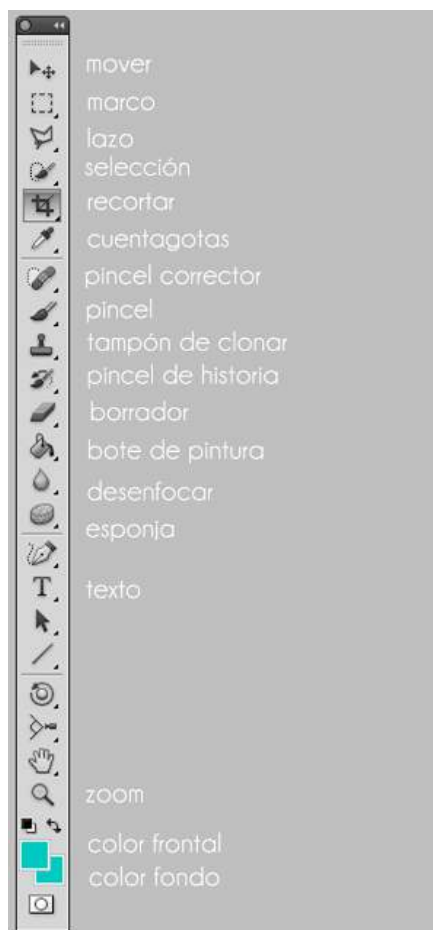 mover
marco
lazo
selección
recortar
cuentagotas
pincel corrector
pincel
tampón de clonar
pincel de historia
borrador
bote de pintura
desenfocar
esponja
T
texto
zoom
color frontal
color fondo